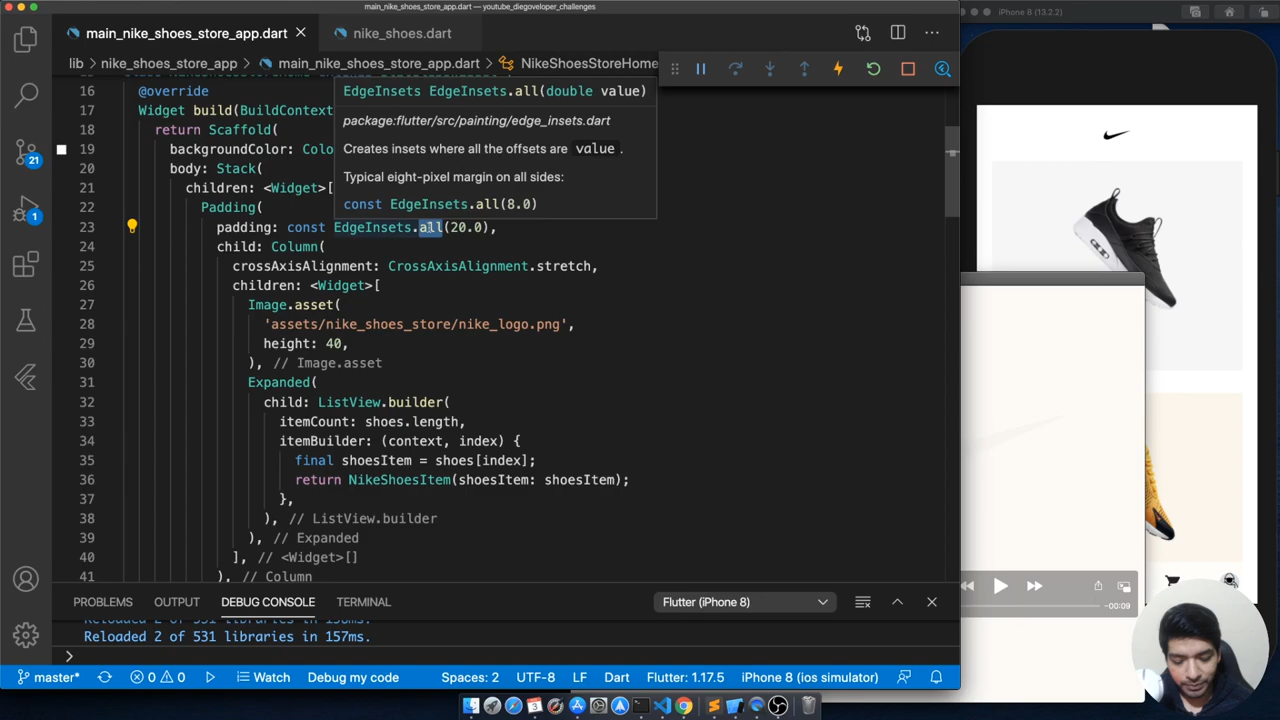 main_nike_shoes_store_app.dart — youtube_diegoveloper_challenges
iPhone 8 (13.2.2)
main_nike_shoes_store_app.dart
nike_shoes.dart
lib
nike_shoes_store_app
main_nike_shoes_store_app.dart
NikeShoesStoreHome
16 @override
17 Widget build(BuildContext
18 return Scaffold(
19 backgroundColor: Colo
20 body: Stack(
21 children: <Widget>[
22 Padding(
EdgeInsets EdgeInsets.all(double value)
package:flutter/src/painting/edge_insets.dart
Creates insets where all the offsets are value .
Typical eight-pixel margin on all sides:
const EdgeInsets.all(8.0)
23 padding: const EdgeInsets.all(20.0),
24 child: Column(
25 crossAxisAlignment: CrossAxisAlignment.stretch,
26 children: <Widget>[
27 Image.asset(
28 'assets/nike_shoes_store/nike_logo.png',
29 height: 40,
30 ), // Image.asset
31 Expanded(
32 child: ListView.builder(
33 itemCount: shoes.length,
34 itemBuilder: (context, index) {
35 final shoesItem = shoes[index];
36 return NikeShoesItem(shoesItem: shoesItem);
37 },
38 ), // ListView.builder
39 ), // Expanded
40 ], // <Widget>[]
41 ), // Column
21
1
-00:09
PROBLEMS
OUTPUT
DEBUG CONSOLE
TERMINAL
Flutter (iPhone 8)
Reloaded 2 of 531 libraries in 157ms.
>
master*
0
0
Watch
Debug my code
Spaces: 2
UTF-8
LF
Dart
Flutter: 1.17.5
iPhone 8 (ios simulator)
3